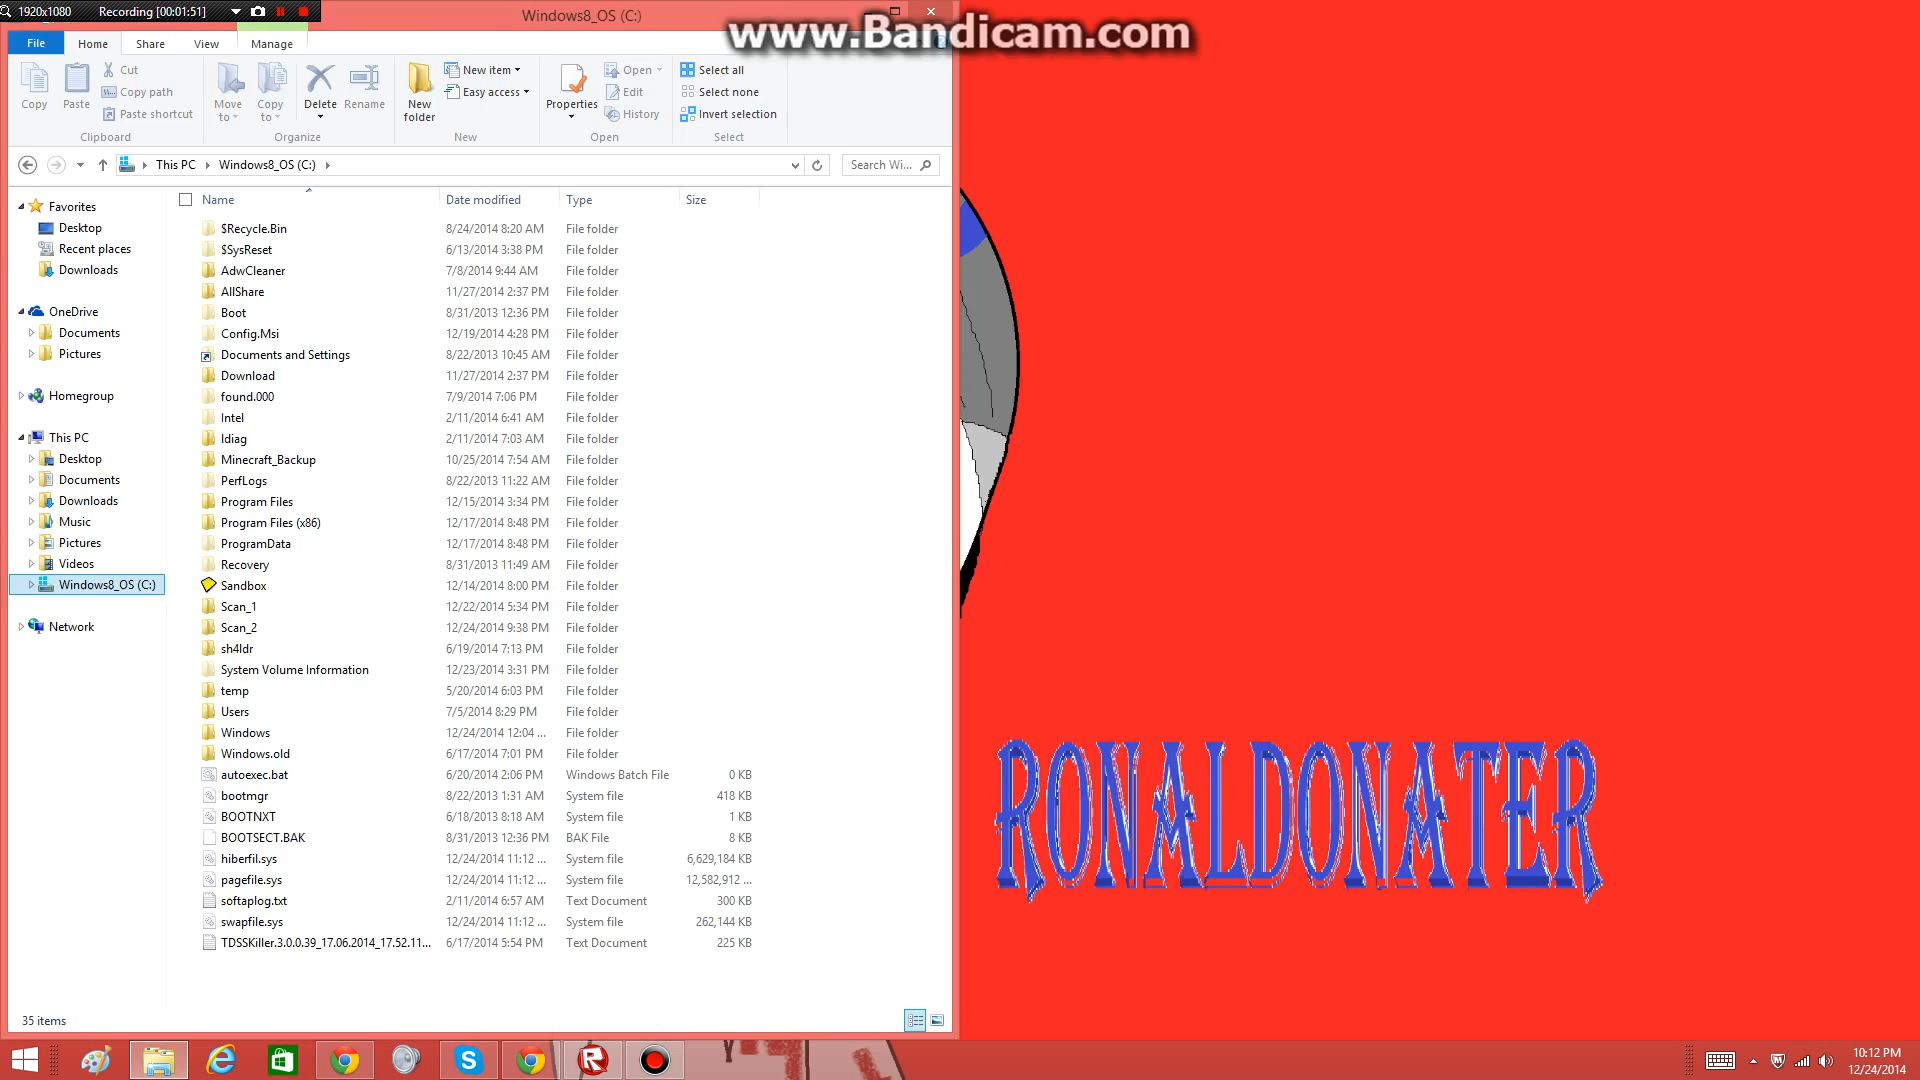 1920x1080 Recording [00:01:51]
Windows8_OS (C:)
www.Bandicam.com
File Home Share View Manage
Copy
Paste
Cut
Copy path
Paste shortcut
Clipboard
Move to
Copy to
Delete
Rename
Organize
New folder
New item
Easy access
New
Properties
Open
Edit
History
Open
Select all
Select none
Invert selection
Select
This PC Windows8_OS (C:)
Search Wi...
Favorites
Desktop
Recent places
Downloads
OneDrive
Documents
Pictures
Homegroup
This PC
Desktop
Documents
Downloads
Music
Pictures
Videos
Windows8_OS (C:)
Network
Name Date modified Type Size
$Recycle.Bin 8/24/2014 8:20 AM File folder
$SysReset 6/13/2014 3:38 PM File folder
AdwCleaner 7/8/2014 9:44 AM File folder
AllShare 11/27/2014 2:37 PM File folder
Boot 8/31/2013 12:36 PM File folder
Config.Msi 12/19/2014 4:28 PM File folder
Documents and Settings 8/22/2013 10:45 AM File folder
Download 11/27/2014 2:37 PM File folder
found.000 7/9/2014 7:06 PM File folder
Intel 2/11/2014 6:41 AM File folder
ldiag 2/11/2014 7:03 AM File folder
Minecraft_Backup 10/25/2014 7:54 AM File folder
PerfLogs 8/22/2013 11:22 AM File folder
Program Files 12/15/2014 3:34 PM File folder
Program Files (x86) 12/17/2014 8:48 PM File folder
ProgramData 12/17/2014 8:48 PM File folder
Recovery 8/31/2013 11:49 AM File folder
Sandbox 12/14/2014 8:00 PM File folder
Scan_1 12/22/2014 5:34 PM File folder
Scan_2 12/24/2014 9:38 PM File folder
sh4ldr 6/19/2014 7:13 PM File folder
System Volume Information 12/23/2014 3:31 PM File folder
temp 5/20/2014 6:03 PM File folder
Users 7/5/2014 8:29 PM File folder
Windows 12/24/2014 12:04 ... File folder
Windows.old 6/17/2014 7:01 PM File folder
autoexec.bat 6/20/2014 2:06 PM Windows Batch File 0 KB
bootmgr 8/22/2013 1:31 AM System file 418 KB
BOOTNXT 6/18/2013 8:18 AM System file 1 KB
BOOTSECT.BAK 8/31/2013 12:36 PM BAK File 8 KB
hiberfil.sys 12/24/2014 11:12 ... System file 6,629,184 KB
pagefile.sys 12/24/2014 11:12 ... System file 12,582,912 ...
softaplog.txt 2/11/2014 6:57 AM Text Document 300 KB
swapfile.sys 12/24/2014 11:12 ... System file 262,144 KB
TDSSKiller.3.0.0.39_17.06.2014_17.52.11... 6/17/2014 5:54 PM Text Document 225 KB
35 items
RONALDONATER
10:12 PM
12/24/2014